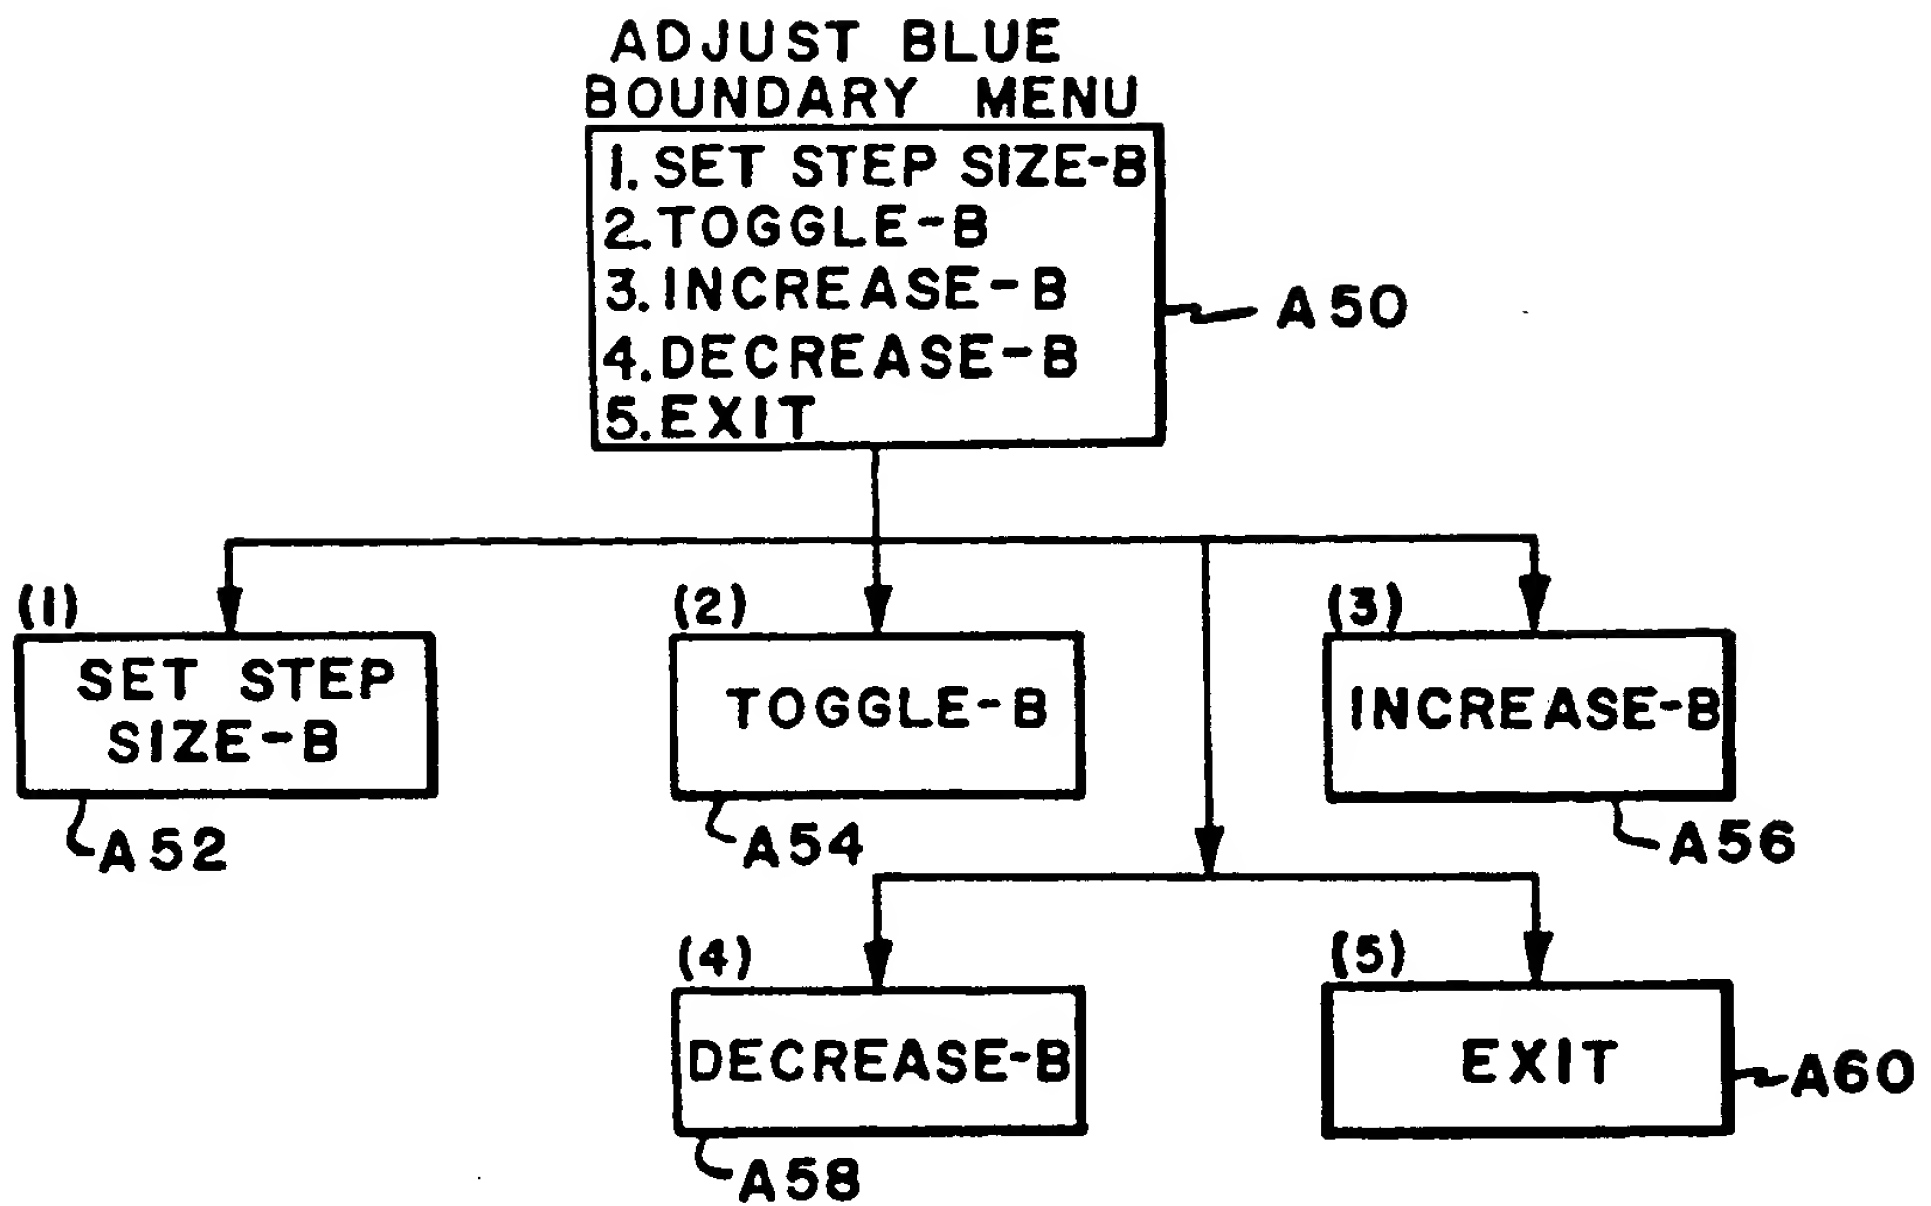 ADJUST BLUE
BOUNDARY MENU
1. SET STEP SIZE-B
2. TOGGLE-B
3. INCREASE-B
4. DECREASE-B
5. EXIT
A50
(1)
SET STEP
SIZE-B
A52
(2)
TOGGLE-B
A54
(3)
INCREASE-B
A56
(4)
DECREASE-B
A58
(5)
EXIT
A60